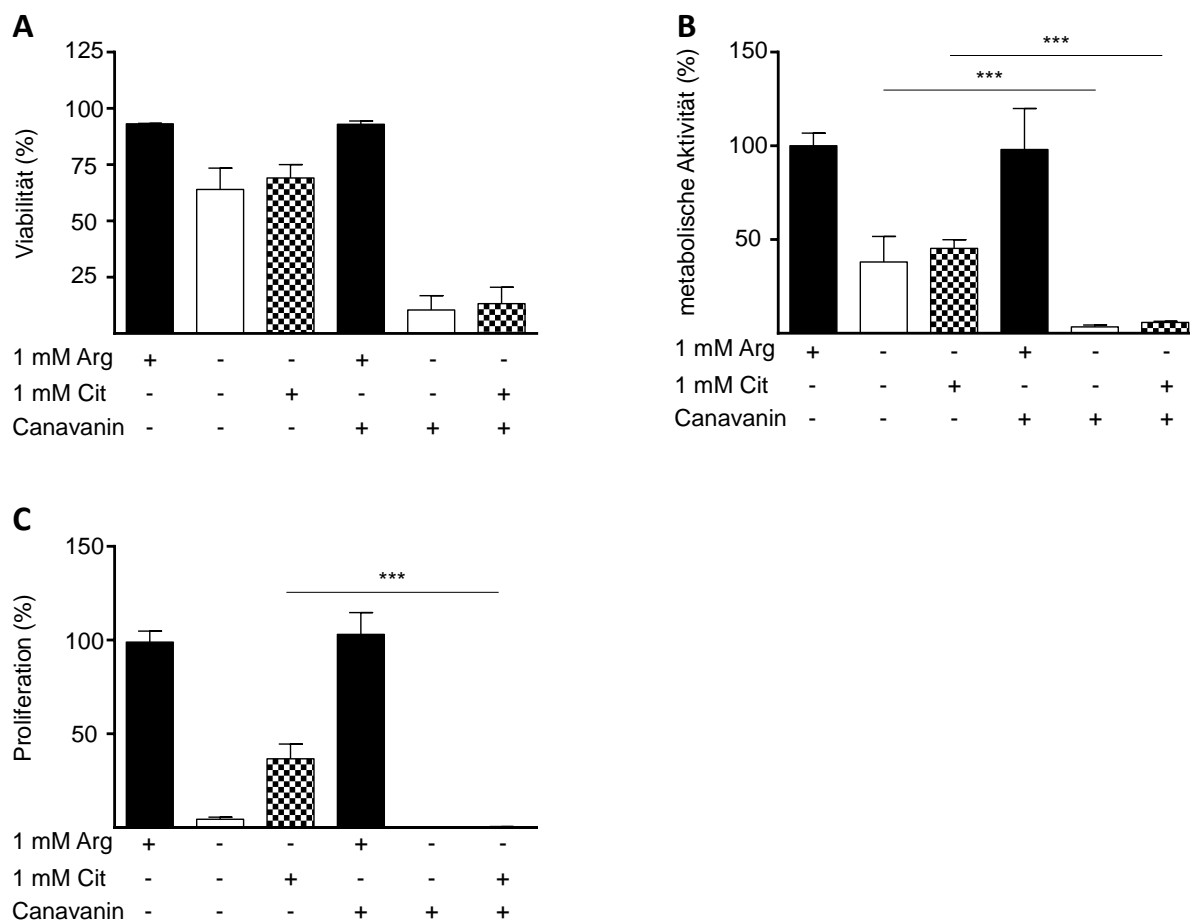 A
Viabilität (%)
125
100
75
50
25
1 mM Arg + - - + - -
1 mM Cit - - + - - +
Canavanin - - - + + +
B
metabolische Aktivität (%)
150
100
50
***
***
1 mM Arg + - - + - -
1 mM Cit - - + - - +
Canavanin - - - + + +
C
Proliferation (%)
150
100
50
***
1 mM Arg + - - + - -
1 mM Cit - - + - - +
Canavanin - - - + + +